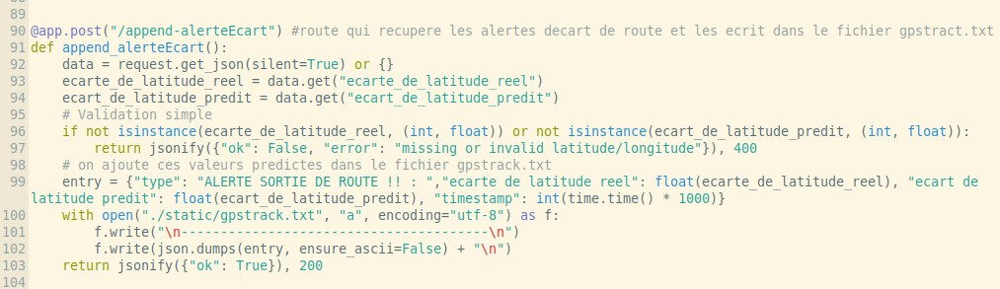 89
90 @app.post("/append-alerteEcart") #route qui recupere les alertes decart de route et les ecrit dans le fichier gpstract.txt
91 def append_alerteEcart():
92     data = request.get_json(silent=True) or {}
93     ecarte_de_latitude_reel = data.get("ecarte_de_latitude_reel")
94     ecart_de_latitude_predit = data.get("ecart_de_latitude_predit")
95     # Validation simple
96     if not isinstance(ecarte_de_latitude_reel, (int, float)) or not isinstance(ecart_de_latitude_predit, (int, float)):
97         return jsonify({"ok": False, "error": "missing or invalid latitude/longitude"}), 400
98     # on ajoute ces valeurs predictes dans le fichier gpstrack.txt
99     entry = {"type": "ALERTE SORTIE DE ROUTE !! : ","ecarte de latitude reel": float(ecarte_de_latitude_reel), "ecart de
latitude predit": float(ecart_de_latitude_predit), "timestamp": int(time.time() * 1000)}
100     with open("./static/gpstrack.txt", "a", encoding="utf-8") as f:
101         f.write("\n---------------------------------------\n")
102         f.write(json.dumps(entry, ensure_ascii=False) + "\n")
103     return jsonify({"ok": True}), 200
104